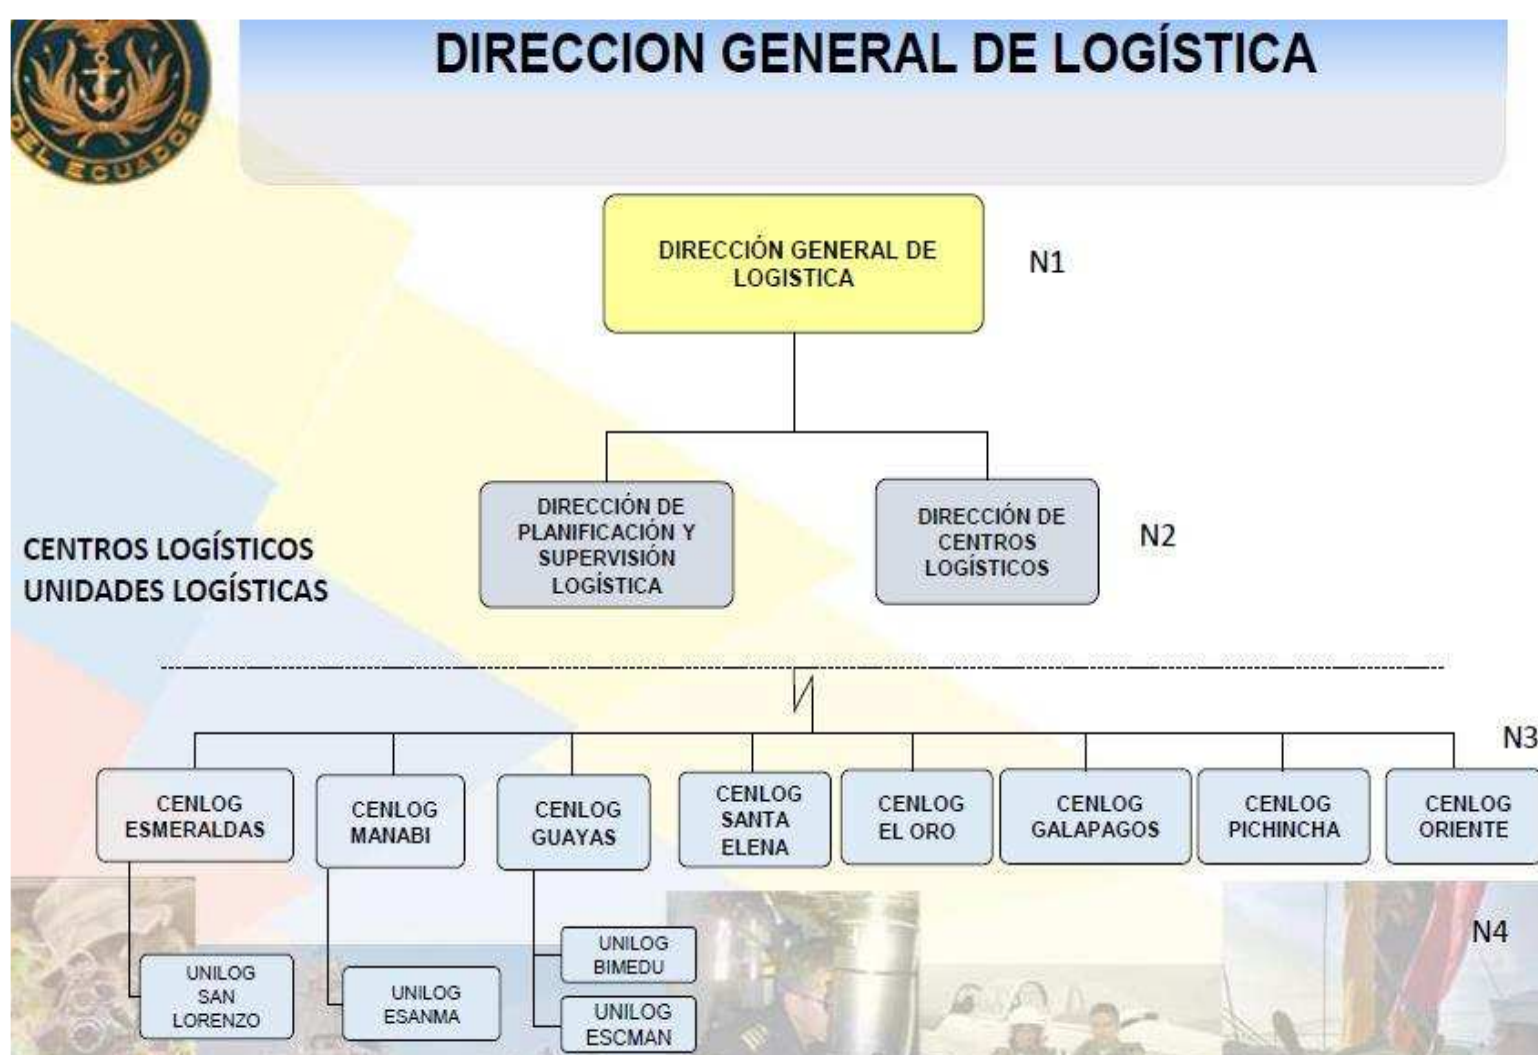 DIRECCION GENERAL DE LOGÍSTICA
DEL ECUADOR
DIRECCIÓN GENERAL DE
LOGISTICA
N1
DIRECCIÓN DE
PLANIFICACIÓN Y
SUPERVISIÓN
LOGÍSTICA
DIRECCIÓN DE
CENTROS
LOGÍSTICOS
N2
CENTROS LOGÍSTICOS
UNIDADES LOGÍSTICAS
N3
CENLOG
ESMERALDAS
CENLOG
MANABI
CENLOG
GUAYAS
CENLOG
SANTA
ELENA
CENLOG
EL ORO
CENLOG
GALAPAGOS
CENLOG
PICHINCHA
CENLOG
ORIENTE
N4
UNILOG
SAN
LORENZO
UNILOG
ESANMA
UNILOG
BIMEDU
UNILOG
ESCMAN